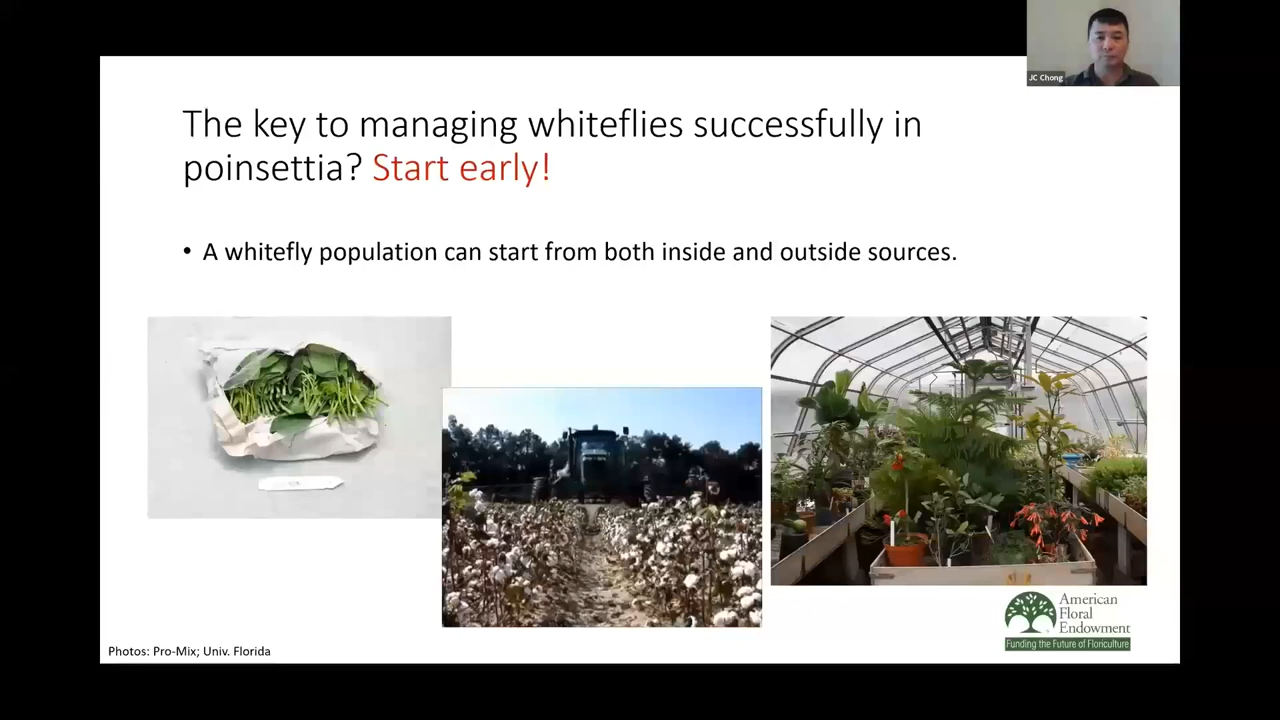 JC Chong
The key to managing whiteflies successfully in
poinsettia? Start early!
• A whitefly population can start from both inside and outside sources.
American
Floral
Endowment
Funding the Future of Floriculture
Photos: Pro-Mix; Univ. Florida